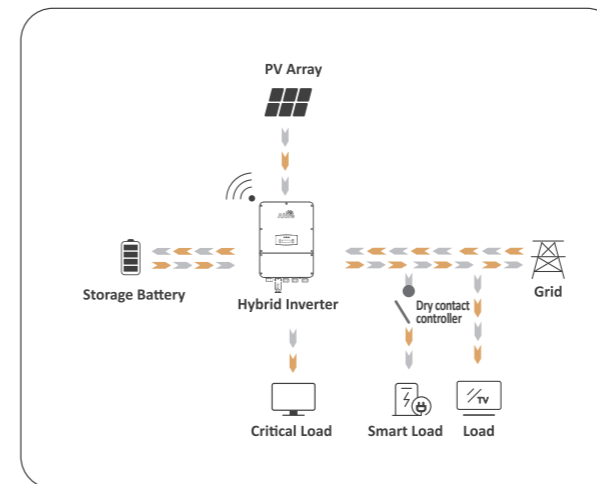 PV Array
Storage Battery
Hybrid Inverter
Grid
Dry contact
controller
TV
Critical Load
Smart Load
Load